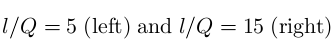 l/Q = 5 (left) and l/Q = 15 (right)